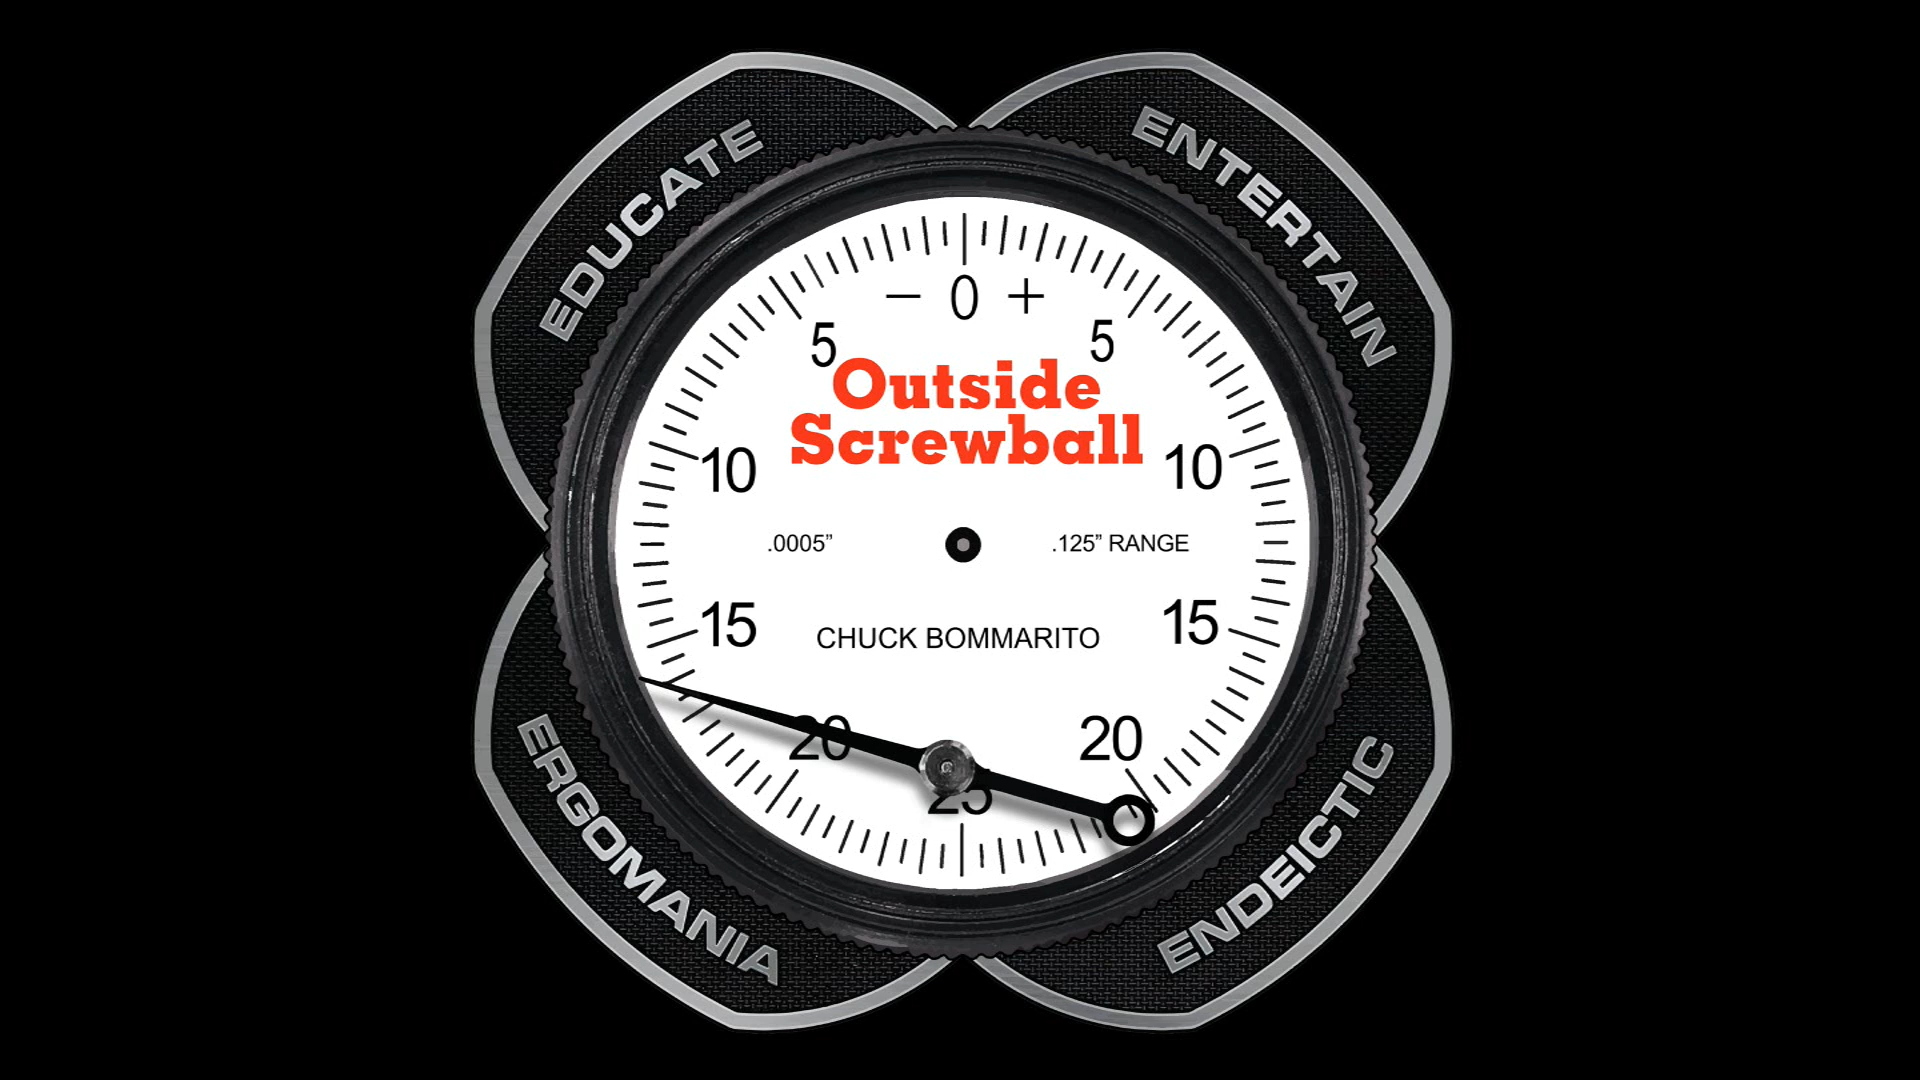 EDUCATE
ENTERTAIN
− 0 +
5 5
Outside
Screwball
10 10
.0005” .125” RANGE
15 15
CHUCK BOMMARITO
20 20
25
ERGOMANIA
ENDEICTIC